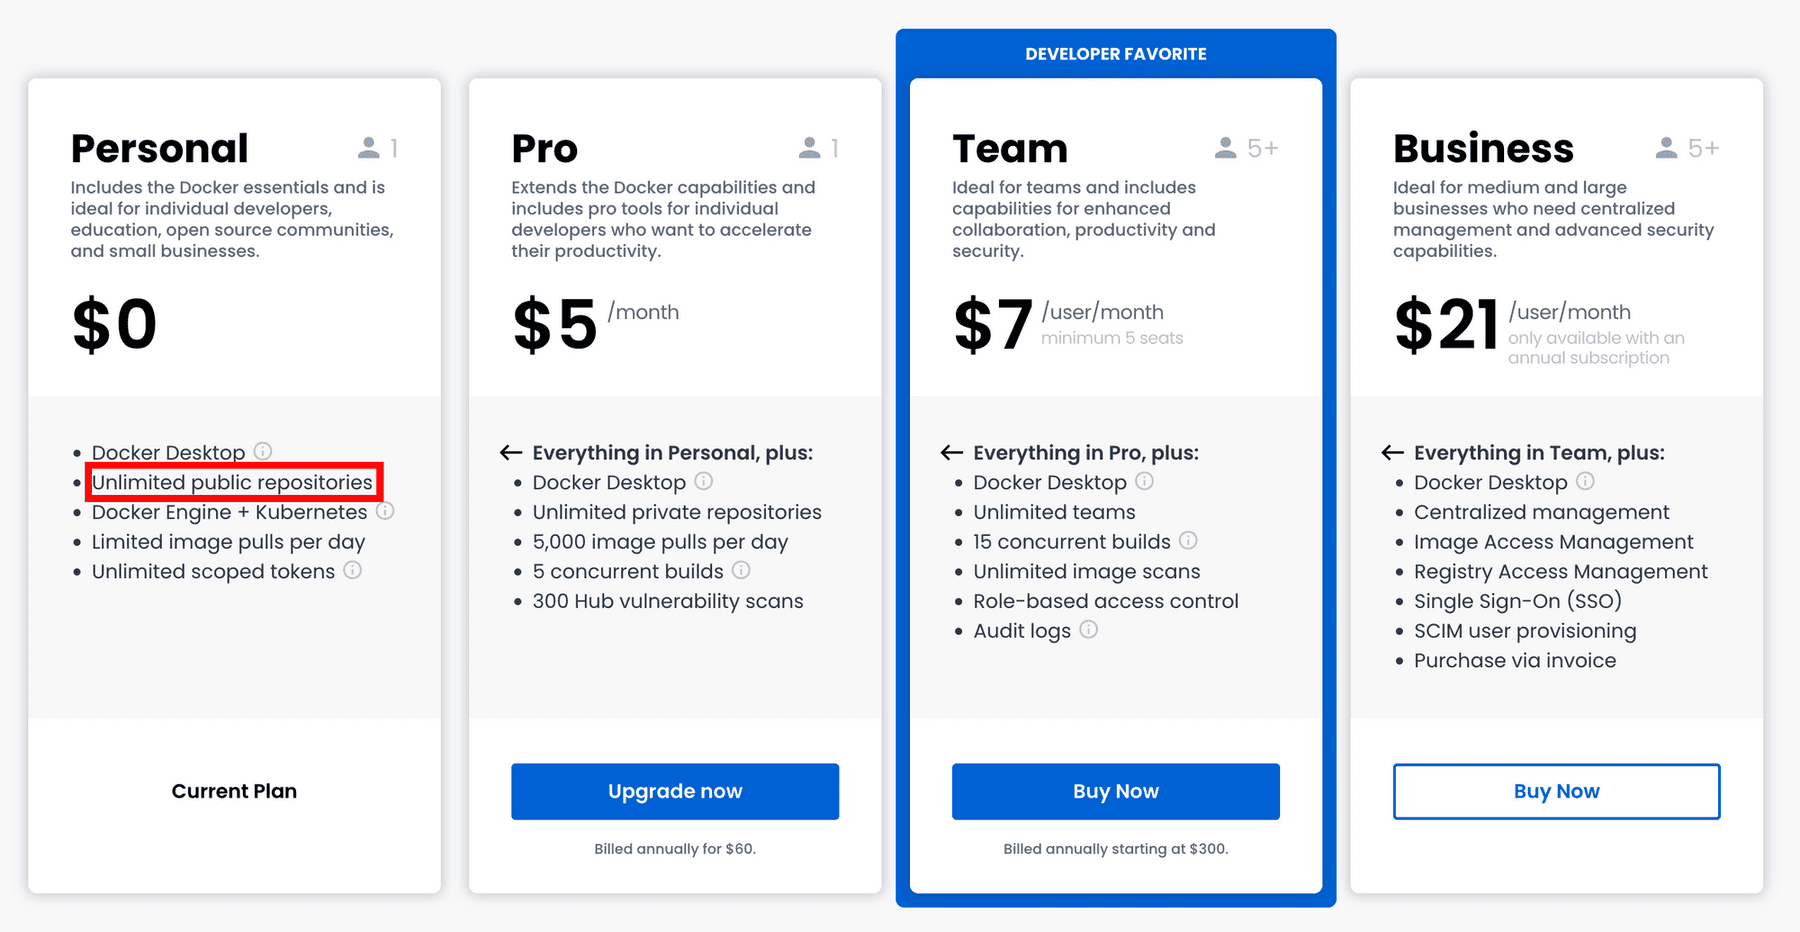 DEVELOPER FAVORITE
Personal
1
Includes the Docker essentials and is
ideal for individual developers,
education, open source communities,
and small businesses.
$0
• Docker Desktop
• Unlimited public repositories
• Docker Engine + Kubernetes
• Limited image pulls per day
• Unlimited scoped tokens
Current Plan
Pro
1
Extends the Docker capabilities and
includes pro tools for individual
developers who want to accelerate
their productivity.
$5 /month
← Everything in Personal, plus:
• Docker Desktop
• Unlimited private repositories
• 5,000 image pulls per day
• 5 concurrent builds
• 300 Hub vulnerability scans
Upgrade now
Billed annually for $60.
Team
5+
Ideal for teams and includes
capabilities for enhanced
collaboration, productivity and
security.
$7 /user/month
minimum 5 seats
← Everything in Pro, plus:
• Docker Desktop
• Unlimited teams
• 15 concurrent builds
• Unlimited image scans
• Role-based access control
• Audit logs
Buy Now
Billed annually starting at $300.
Business
5+
Ideal for medium and large
businesses who need centralized
management and advanced security
capabilities.
$21 /user/month
only available with an
annual subscription
← Everything in Team, plus:
• Docker Desktop
• Centralized management
• Image Access Management
• Registry Access Management
• Single Sign-On (SSO)
• SCIM user provisioning
• Purchase via invoice
Buy Now